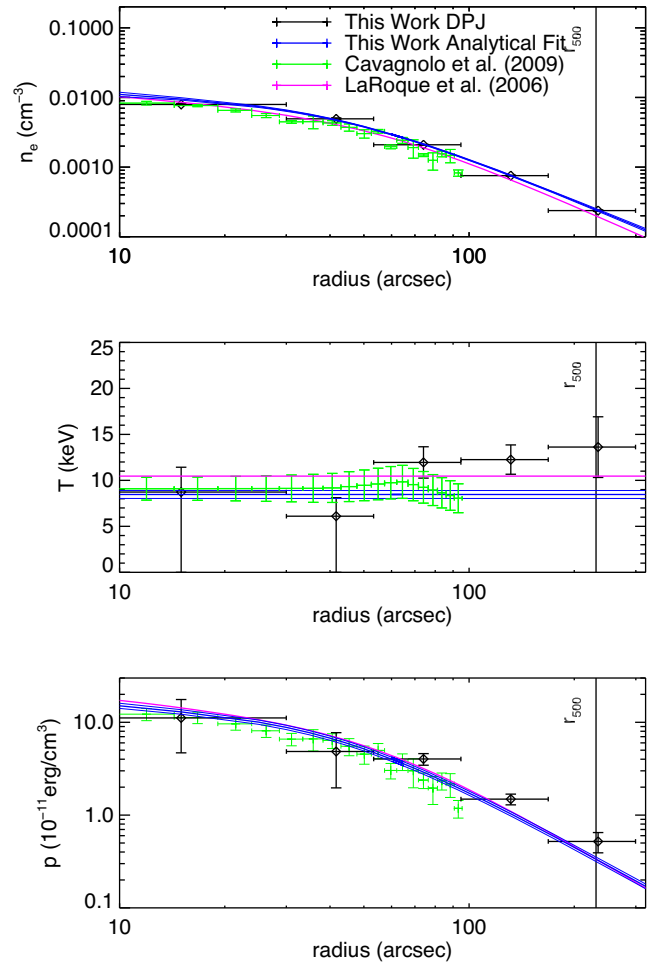 This Work DPJ
This Work Analytical Fit
Cavagnolo et al. (2009)
LaRoque et al. (2006)
r500
0.1000
0.0100
0.0010
0.0001
ne (cm−3)
10
100
radius (arcsec)
25
20
15
10
5
0
T (keV)
r500
10
100
radius (arcsec)
10.0
1.0
0.1
p (10−11 erg/cm3)
r500
10
100
radius (arcsec)